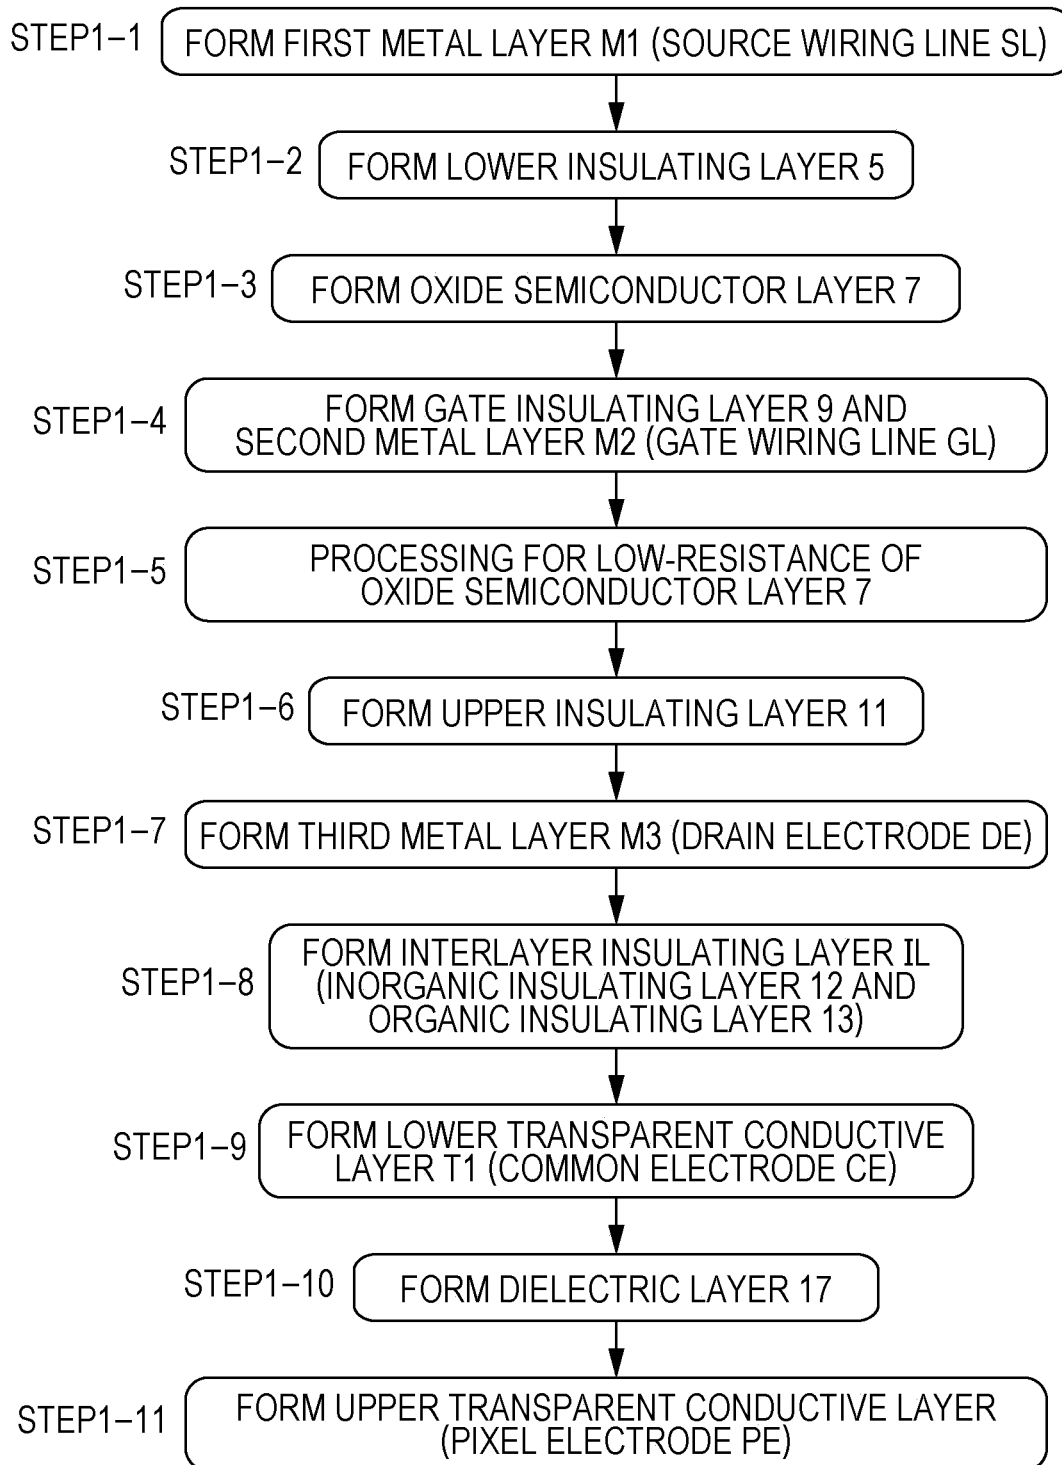 STEP1–1
FORM FIRST METAL LAYER M1 (SOURCE WIRING LINE SL)
STEP1–2
FORM LOWER INSULATING LAYER 5
STEP1–3
FORM OXIDE SEMICONDUCTOR LAYER 7
STEP1–4
FORM GATE INSULATING LAYER 9 AND
SECOND METAL LAYER M2 (GATE WIRING LINE GL)
STEP1–5
PROCESSING FOR LOW-RESISTANCE OF
OXIDE SEMICONDUCTOR LAYER 7
STEP1–6
FORM UPPER INSULATING LAYER 11
STEP1–7
FORM THIRD METAL LAYER M3 (DRAIN ELECTRODE DE)
STEP1–8
FORM INTERLAYER INSULATING LAYER IL
(INORGANIC INSULATING LAYER 12 AND
ORGANIC INSULATING LAYER 13)
STEP1–9
FORM LOWER TRANSPARENT CONDUCTIVE
LAYER T1 (COMMON ELECTRODE CE)
STEP1–10
FORM DIELECTRIC LAYER 17
STEP1–11
FORM UPPER TRANSPARENT CONDUCTIVE LAYER
(PIXEL ELECTRODE PE)